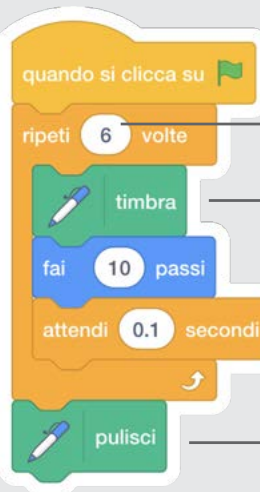 quando si clicca su
ripeti 6 volte
timbra
fai 10 passi
attendi 0.1 secondi
pulisci